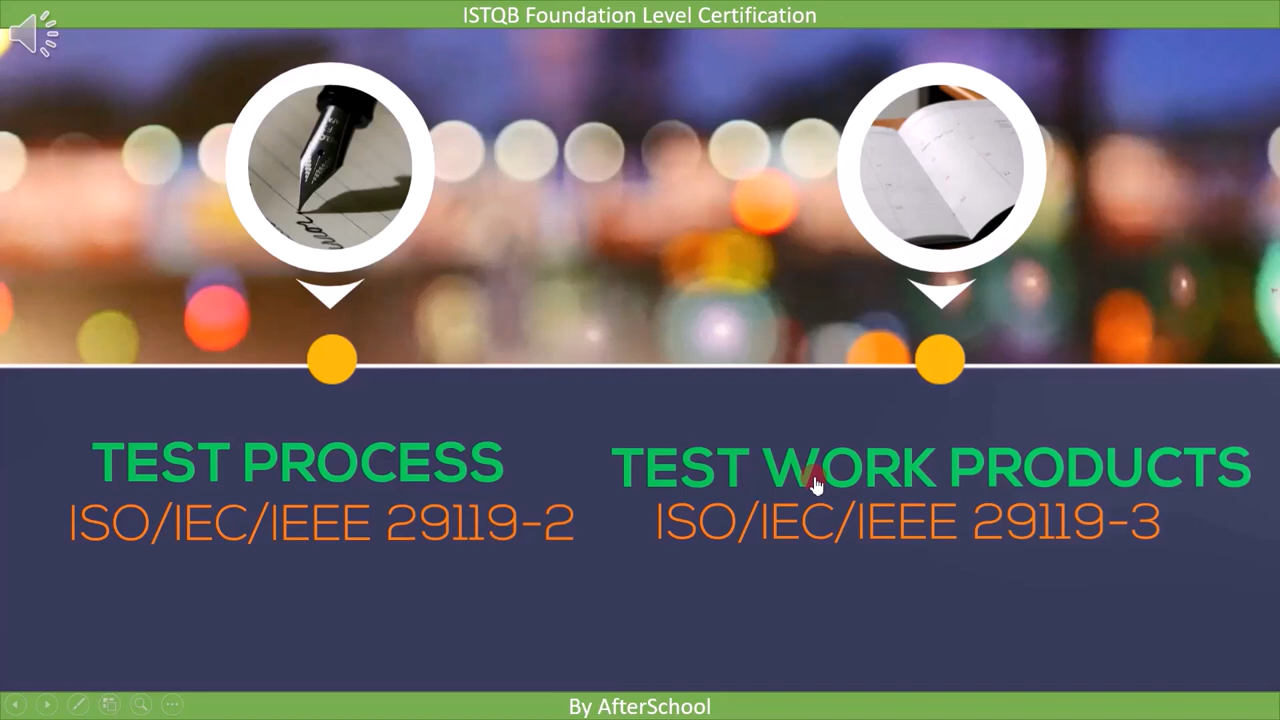 ISTQB Foundation Level Certification
TEST PROCESS
ISO/IEC/IEEE 29119-2
TEST WORK PRODUCTS
ISO/IEC/IEEE 29119-3
By AfterSchool